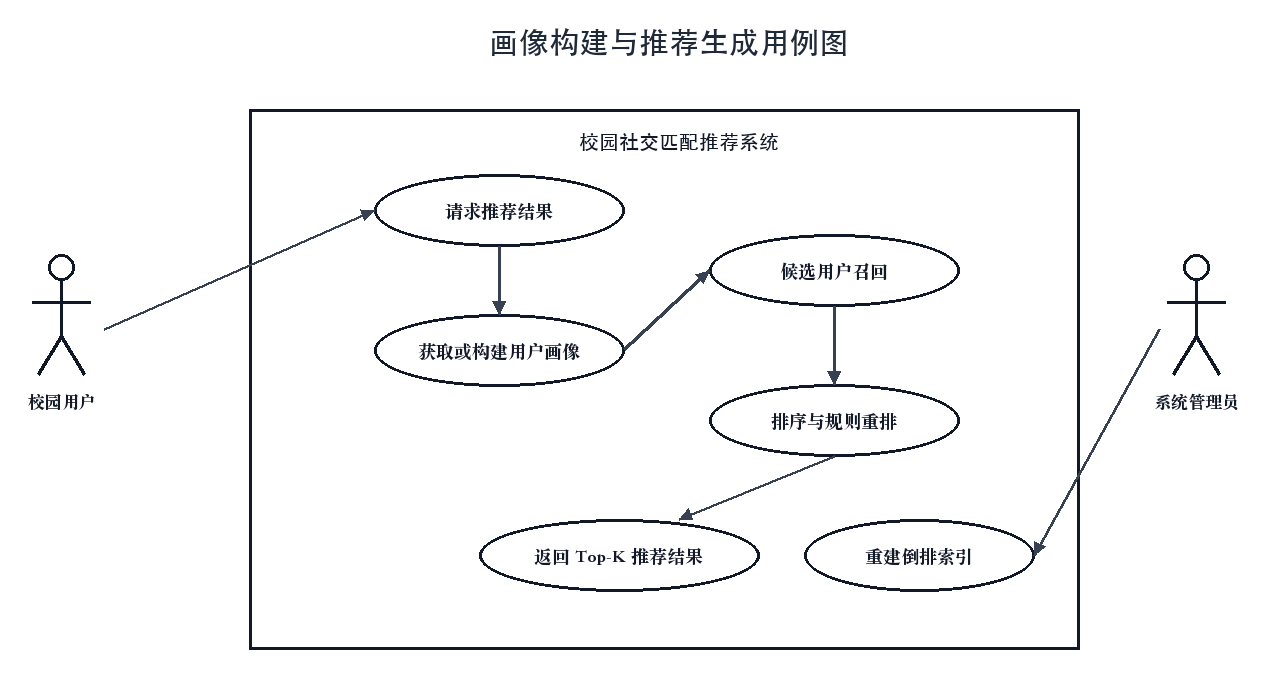 画像构建与推荐生成用例图
校园社交匹配推荐系统
请求推荐结果
候选用户召回
获取或构建用户画像
校园用户
系统管理员
排序与规则重排
返回 Top-K 推荐结果
重建倒排索引